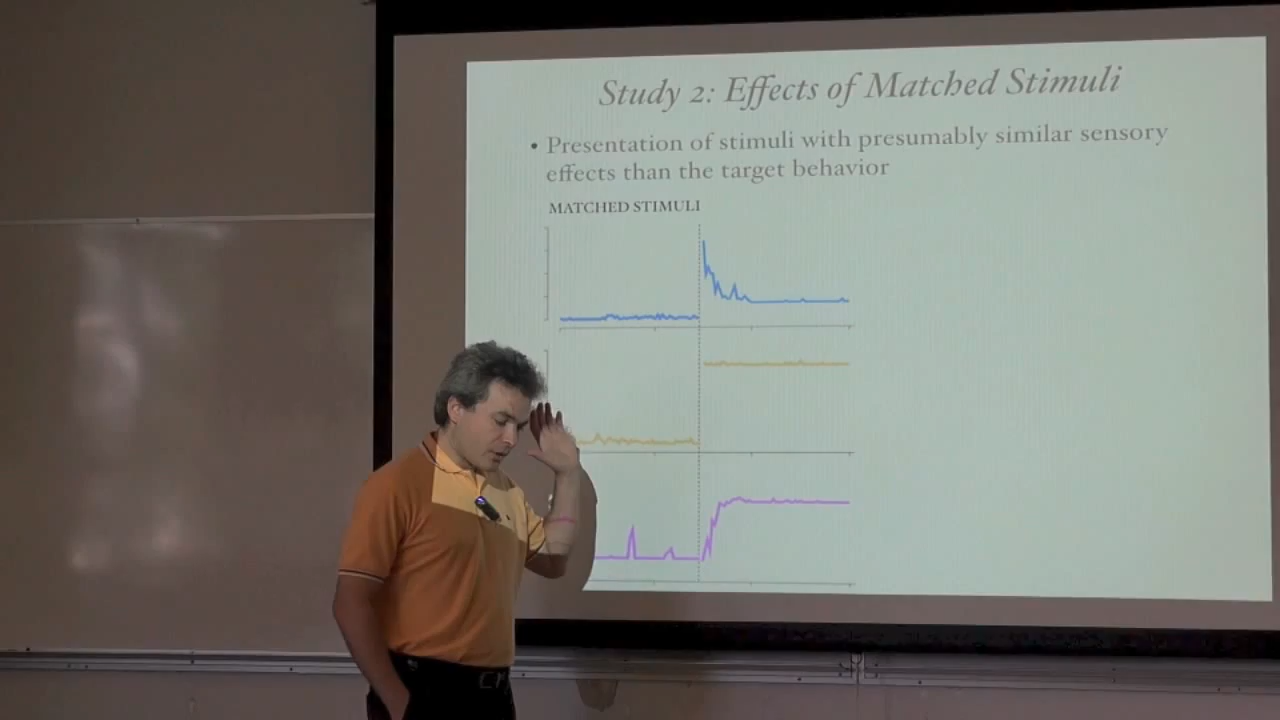 Study 2: Effects of Matched Stimuli
• Presentation of stimuli with presumably similar sensory
effects than the target behavior
MATCHED STIMULI